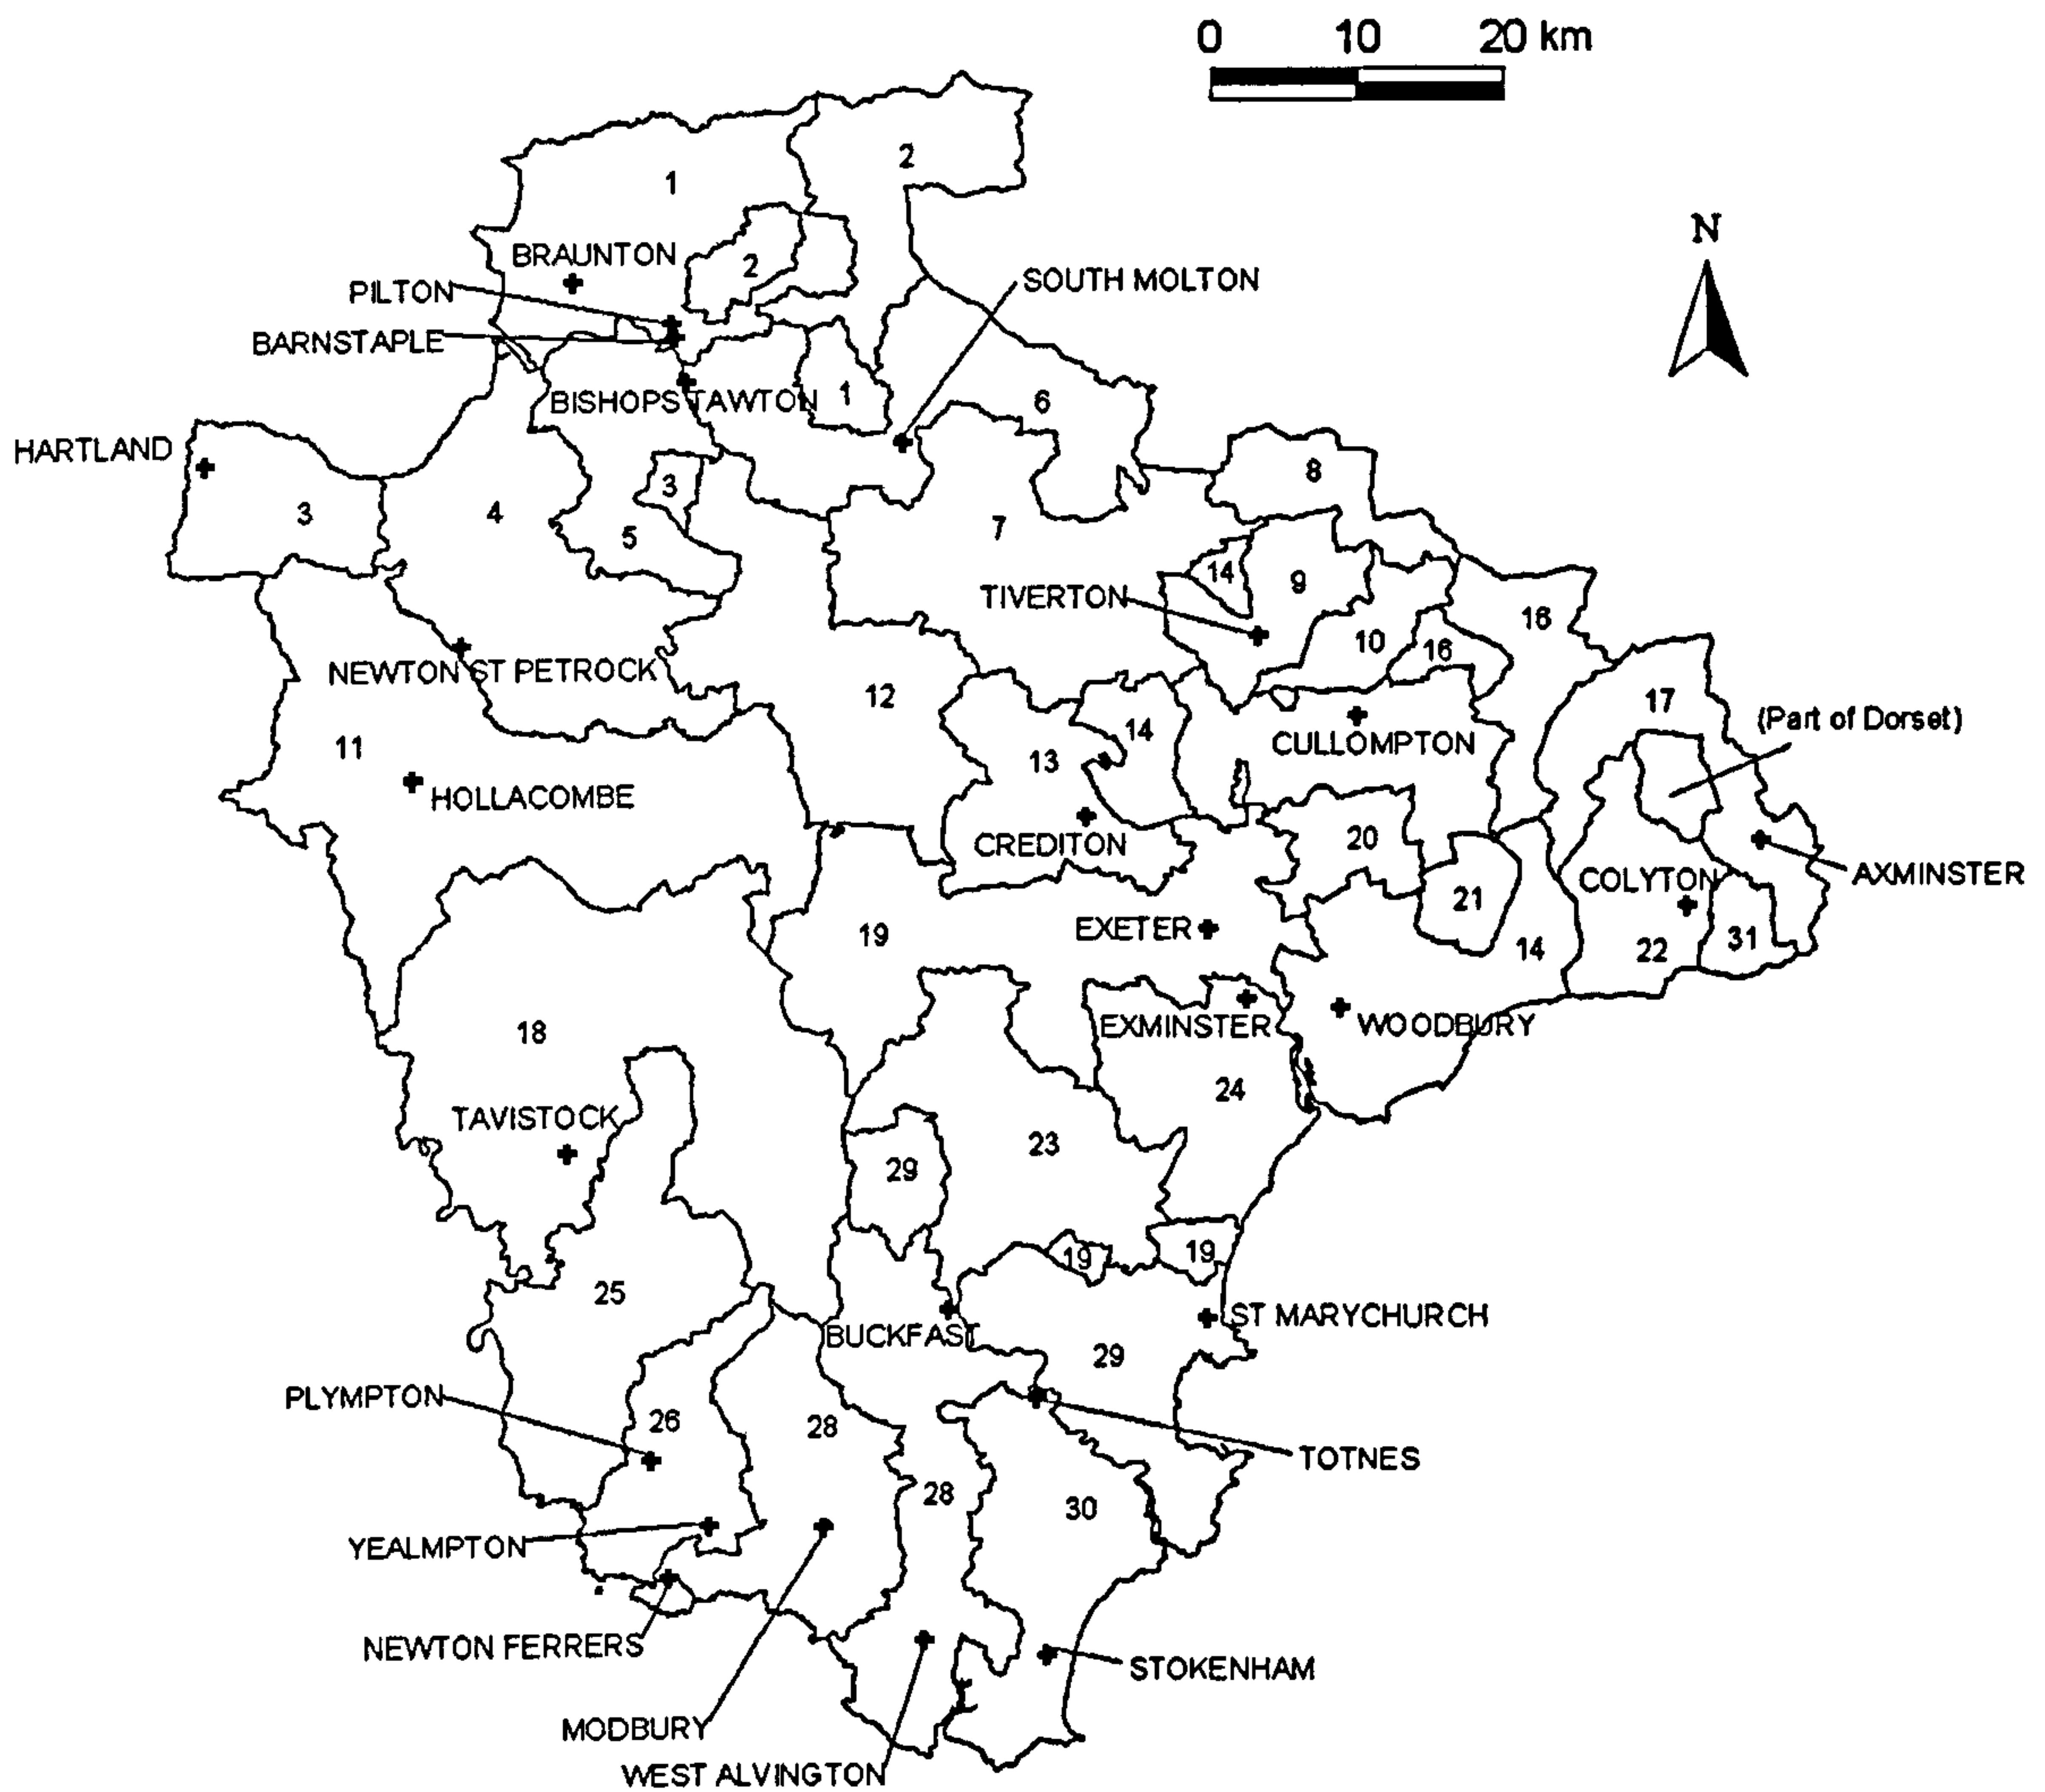 0 10 20 km
2
1
N
BRAUNTON
2
SOUTH MOLTON
PILTON
BARNSTAPLE
BISHOPS TAWTON
1
6
HARTLAND
8
3
3
4
7
5
14
9
TIVERTON
16
10
16
NEWTON ST PETROCK
12
17
(Part of Dorset)
14
11
CULLOMPTON
13
HOLLACOMBE
20
CREDITON
AXMINSTER
COLYTON
21
EXETER
19
31
14
22
EXMINSTER
WOODBURY
18
24
TAVISTOCK
23
29
19
19
25
ST MARYCHURCH
BUCKFAST
29
PLYMPTON
26
28
TOTNES
28
30
YEALMPTON
NEWTON FERRERS
STOKENHAM
MODBURY
WEST ALVINGTON